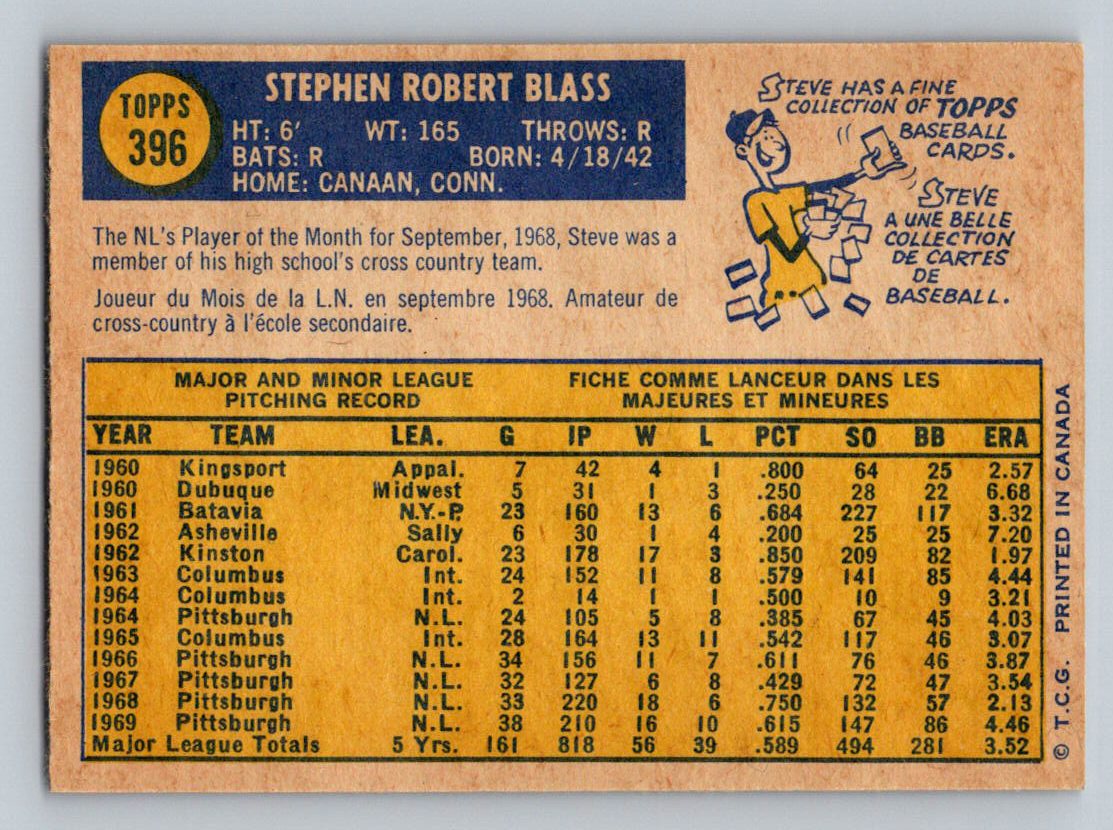 TOPPS
396
STEPHEN ROBERT BLASS
HT: 6' WT: 165 THROWS: R
BATS: R BORN: 4/18/42
HOME: CANAAN, CONN.
The NL's Player of the Month for September, 1968, Steve was a
member of his high school's cross country team.
Joueur du Mois de la L.N. en septembre 1968. Amateur de
cross-country à l'école secondaire.
STEVE HAS A FINE
COLLECTION OF TOPPS
BASEBALL
CARDS.
STEVE
A UNE BELLE
COLLECTION
DE CARTES
DE
BASEBALL.
MAJOR AND MINOR LEAGUE
PITCHING RECORD
FICHE COMME LANCEUR DANS LES
MAJEURES ET MINEURES
YEAR TEAM LEA. G IP W L PCT SO BB ERA
1960 Kingsport Appal. 7 42 4 1 .800 64 25 2.57
1960 Dubuque Midwest 5 31 1 3 .250 28 22 6.68
1961 Batavia N.Y.-P. 23 160 13 6 .684 227 117 3.32
1962 Asheville Sally 6 30 1 4 .200 25 25 7.20
1962 Kinston Carol. 23 178 17 3 .850 209 82 1.97
1963 Columbus Int. 24 152 11 8 .579 141 85 4.44
1964 Columbus Int. 2 14 1 1 .500 10 9 3.21
1964 Pittsburgh N.L. 24 105 5 8 .385 67 45 4.03
1965 Columbus Int. 28 164 13 11 .542 117 46 3.07
1966 Pittsburgh N.L. 34 156 11 7 .611 76 46 3.87
1967 Pittsburgh N.L. 32 127 6 8 .429 72 47 3.54
1968 Pittsburgh N.L. 33 220 18 6 .750 132 57 2.13
1969 Pittsburgh N.L. 38 210 16 10 .615 147 86 4.46
Major League Totals 5 Yrs. 161 818 56 39 .589 494 281 3.52
© T.C.G. PRINTED IN CANADA